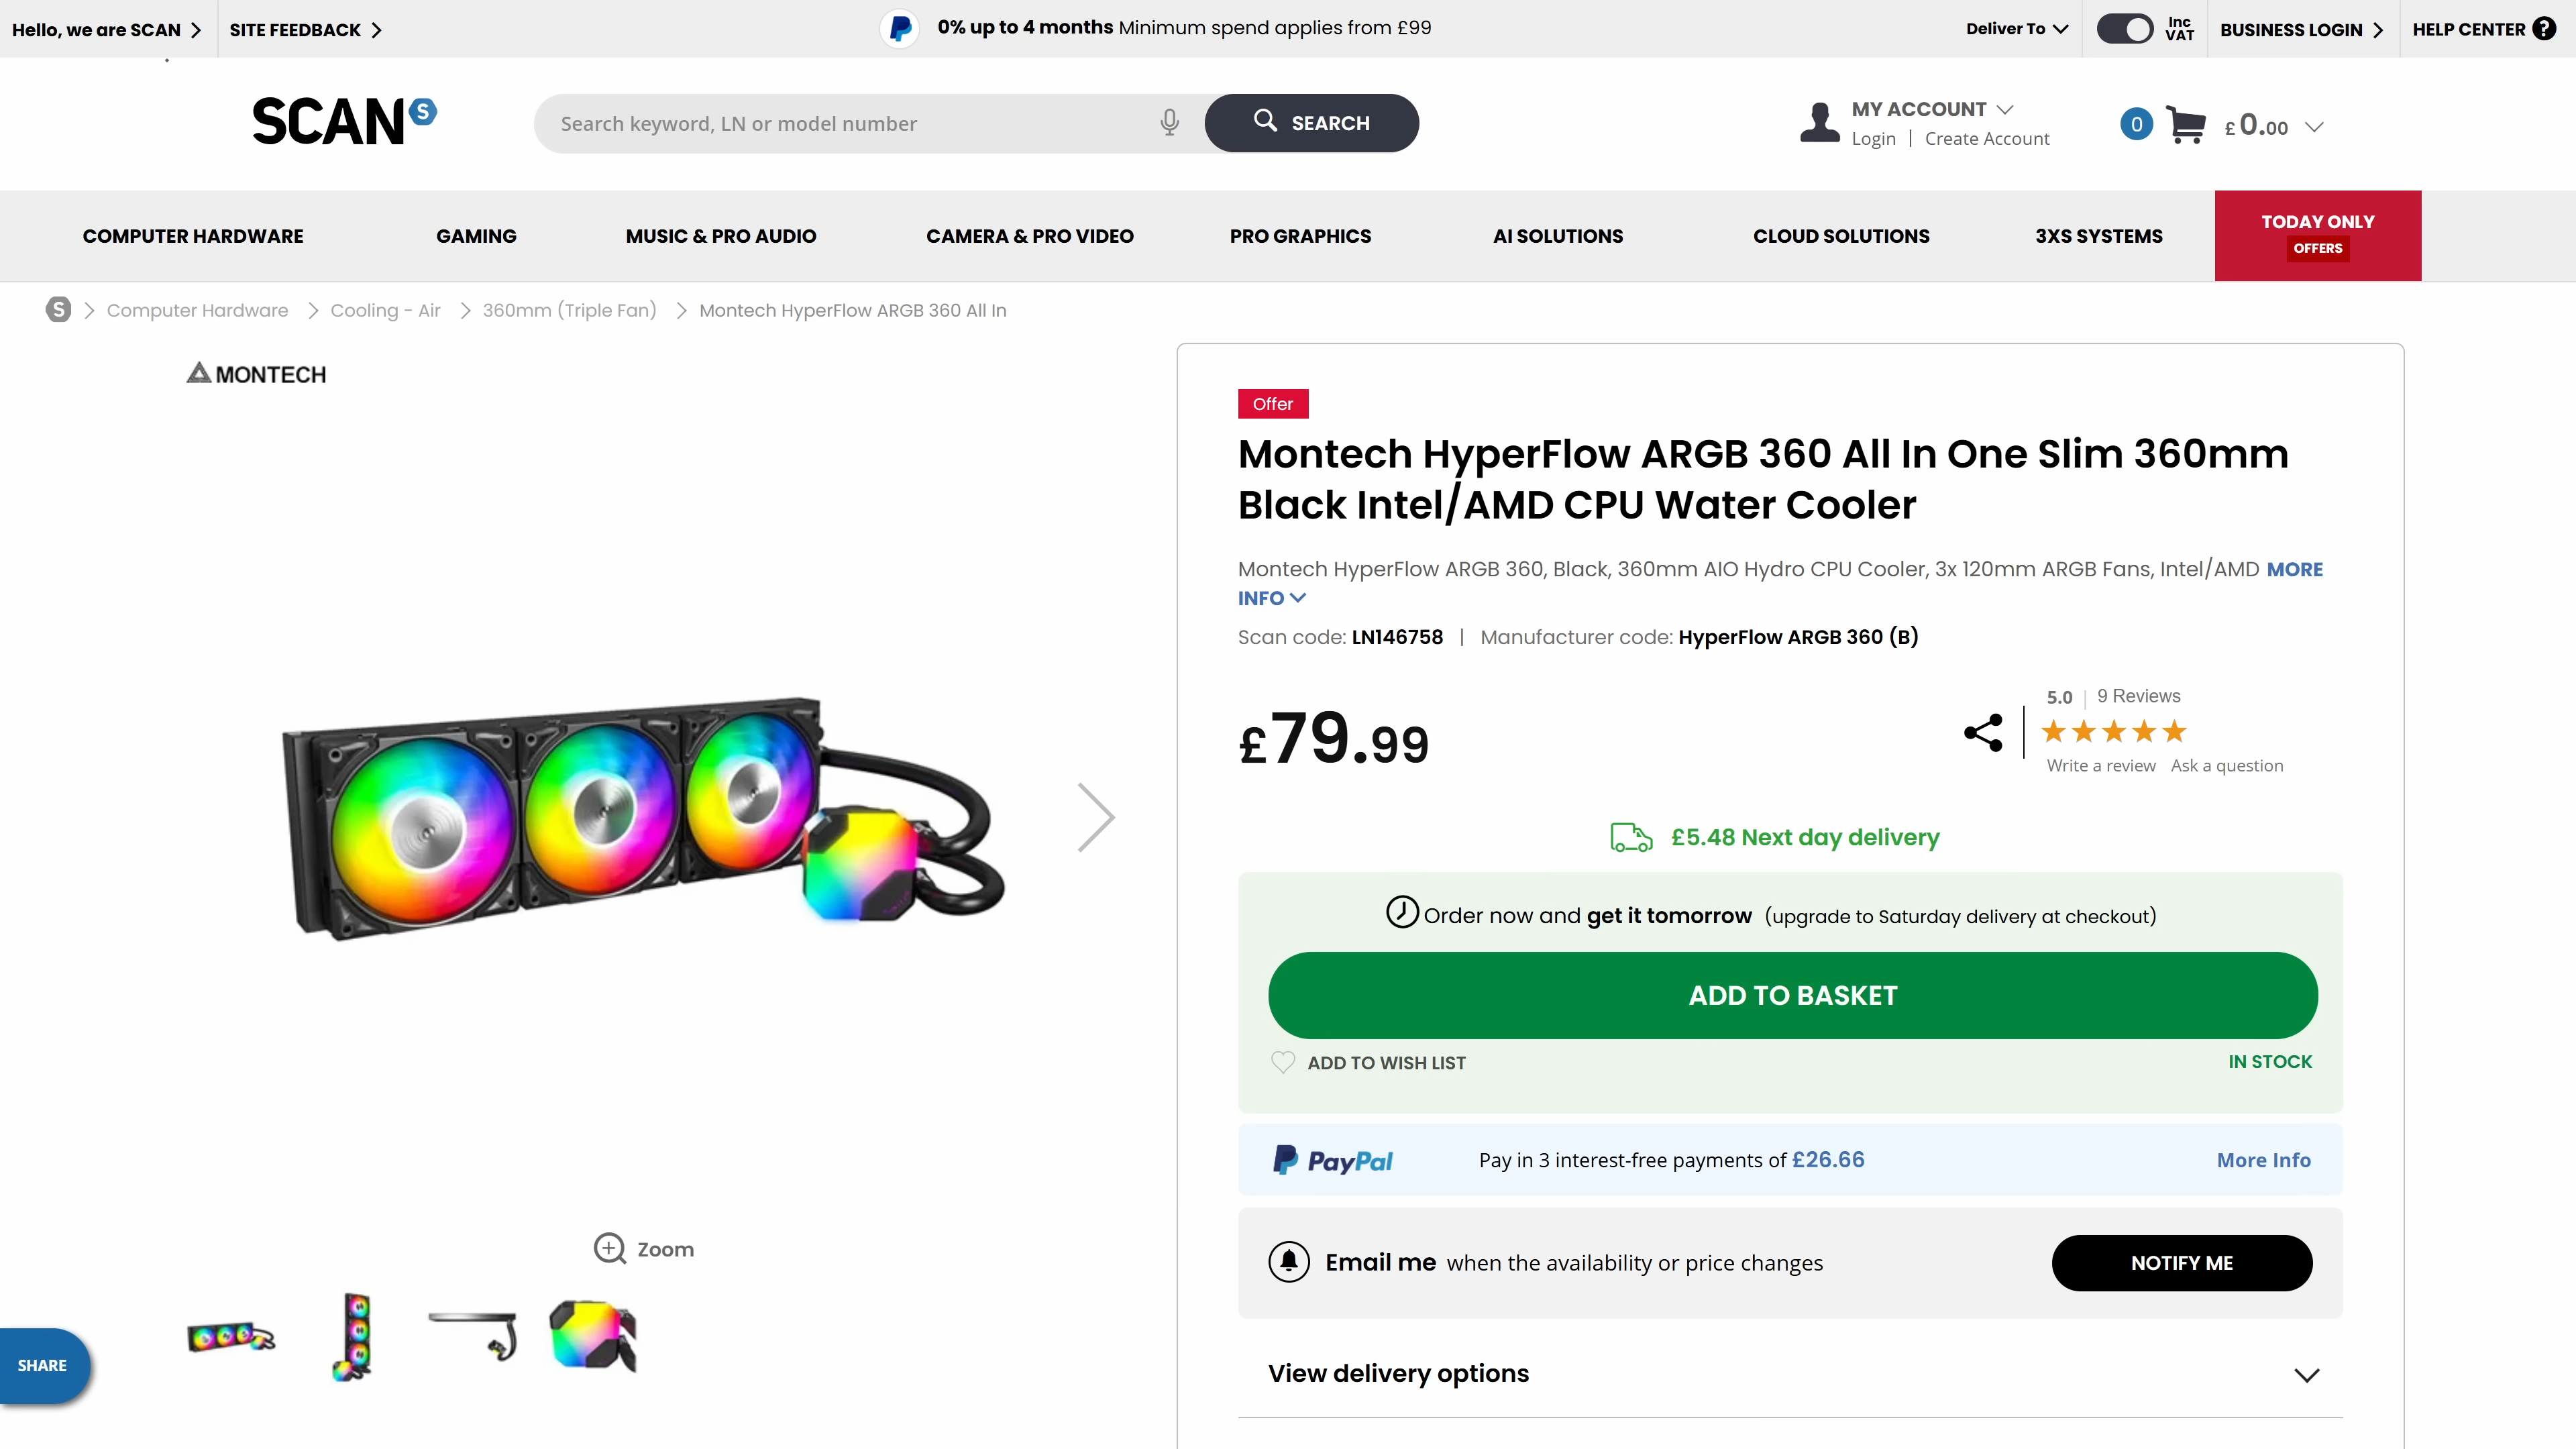 Hello, we are SCAN
SITE FEEDBACK
0% up to 4 months Minimum spend applies from £99
Deliver To
Inc
VAT
BUSINESS LOGIN
HELP CENTER ?
SCAN S
Search keyword, LN or model number
SEARCH
MY ACCOUNT
Login | Create Account
0
£ 0.00
COMPUTER HARDWARE
GAMING
MUSIC & PRO AUDIO
CAMERA & PRO VIDEO
PRO GRAPHICS
AI SOLUTIONS
CLOUD SOLUTIONS
3XS SYSTEMS
TODAY ONLY
OFFERS
S
Computer Hardware
Cooling - Air
360mm (Triple Fan)
Montech HyperFlow ARGB 360 All In
MONTECH
Offer
Montech HyperFlow ARGB 360 All In One Slim 360mm
Black Intel/AMD CPU Water Cooler
Montech HyperFlow ARGB 360, Black, 360mm AIO Hydro CPU Cooler, 3x 120mm ARGB Fans, Intel/AMD MORE
INFO
Scan code: LN146758 | Manufacturer code: HyperFlow ARGB 360 (B)
£79.99
5.0 | 9 Reviews
Write a review Ask a question
£5.48 Next day delivery
Order now and get it tomorrow (upgrade to Saturday delivery at checkout)
ADD TO BASKET
ADD TO WISH LIST
IN STOCK
PayPal
Pay in 3 interest-free payments of £26.66
More Info
Email me when the availability or price changes
NOTIFY ME
Zoom
SHARE
View delivery options